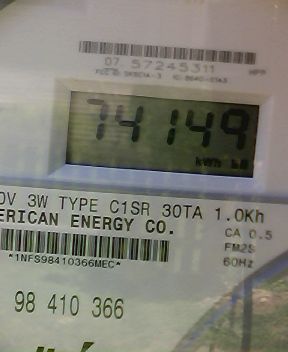 07 57245311
74149
kWh
0V 3W TYPE C1SR 30TA 1.0Kh
ERICAN ENERGY CO.
CA 0.5
FM2S
*1NFS98410366MEC*
60Hz
98 410 366